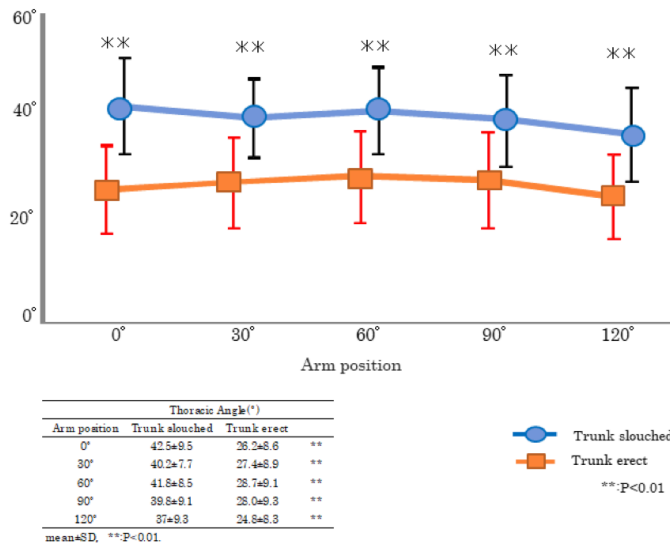 60°
40°
20°
0°
** ** ** ** **
0° 30° 60° 90° 120°
Arm position
Thoracic Angle(°)
Arm position Trunk slouched Trunk erect
0° 42.5±9.5 26.2±8.6 **
30° 40.2±7.7 27.4±8.9 **
60° 41.8±8.5 28.7±9.1 **
90° 39.8±9.1 28.0±9.3 **
120° 37±9.3 24.8±8.3 **
mean±SD, **:P<0.01.
Trunk slouched
Trunk erect
**:P<0.01